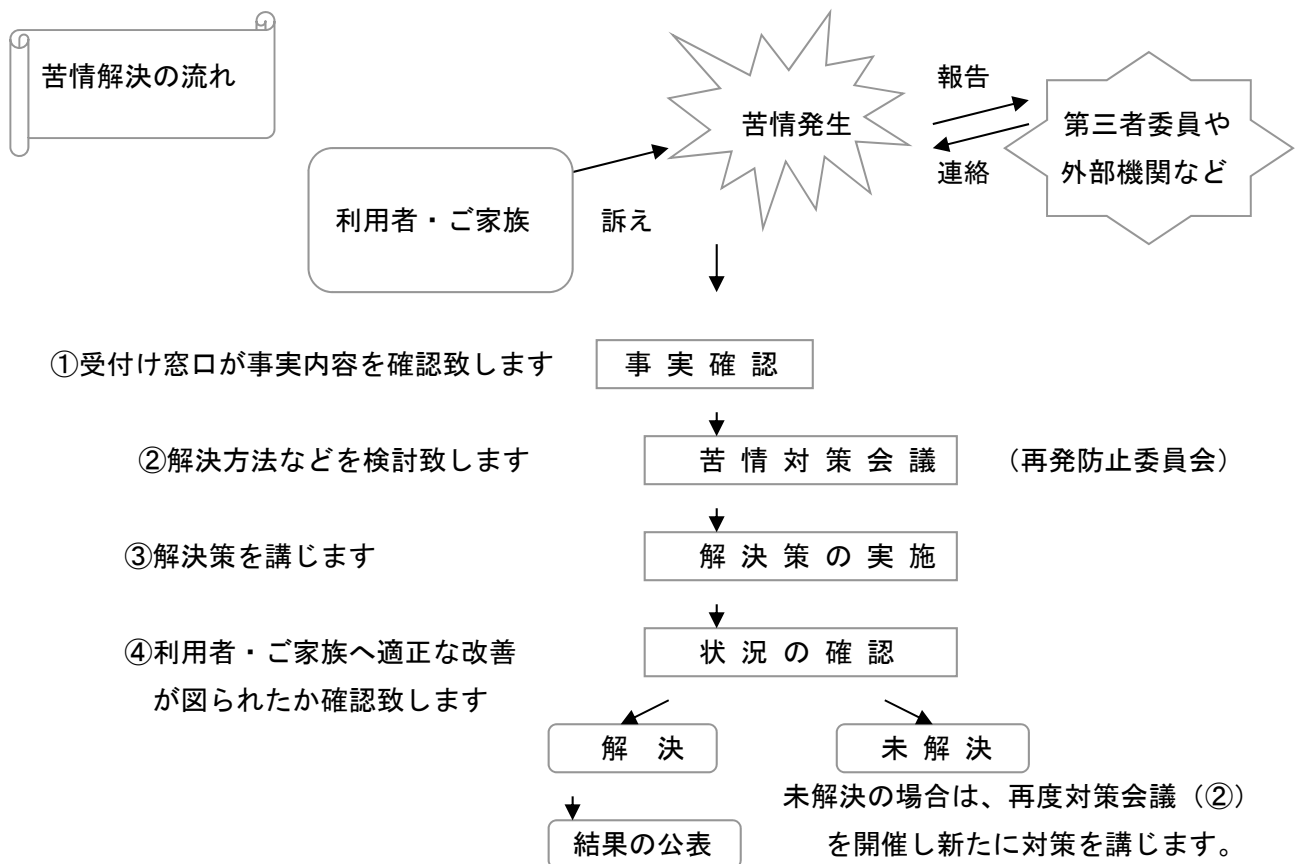 苦情解決の流れ
報告
苦情発生
第三者委員や
外部機関など
連絡
利用者・ご家族
訴え
①受付け窓口が事実内容を確認致します
事 実 確 認
②解決方法などを検討致します
苦 情 対 策 会 議
（再発防止委員会）
③解決策を講じます
解 決 策 の 実 施
④利用者・ご家族へ適正な改善
が図られたか確認致します
状 況 の 確 認
解　決
未 解 決
未解決の場合は、再度対策会議（②）
を開催し新たに対策を講じます。
結果の公表